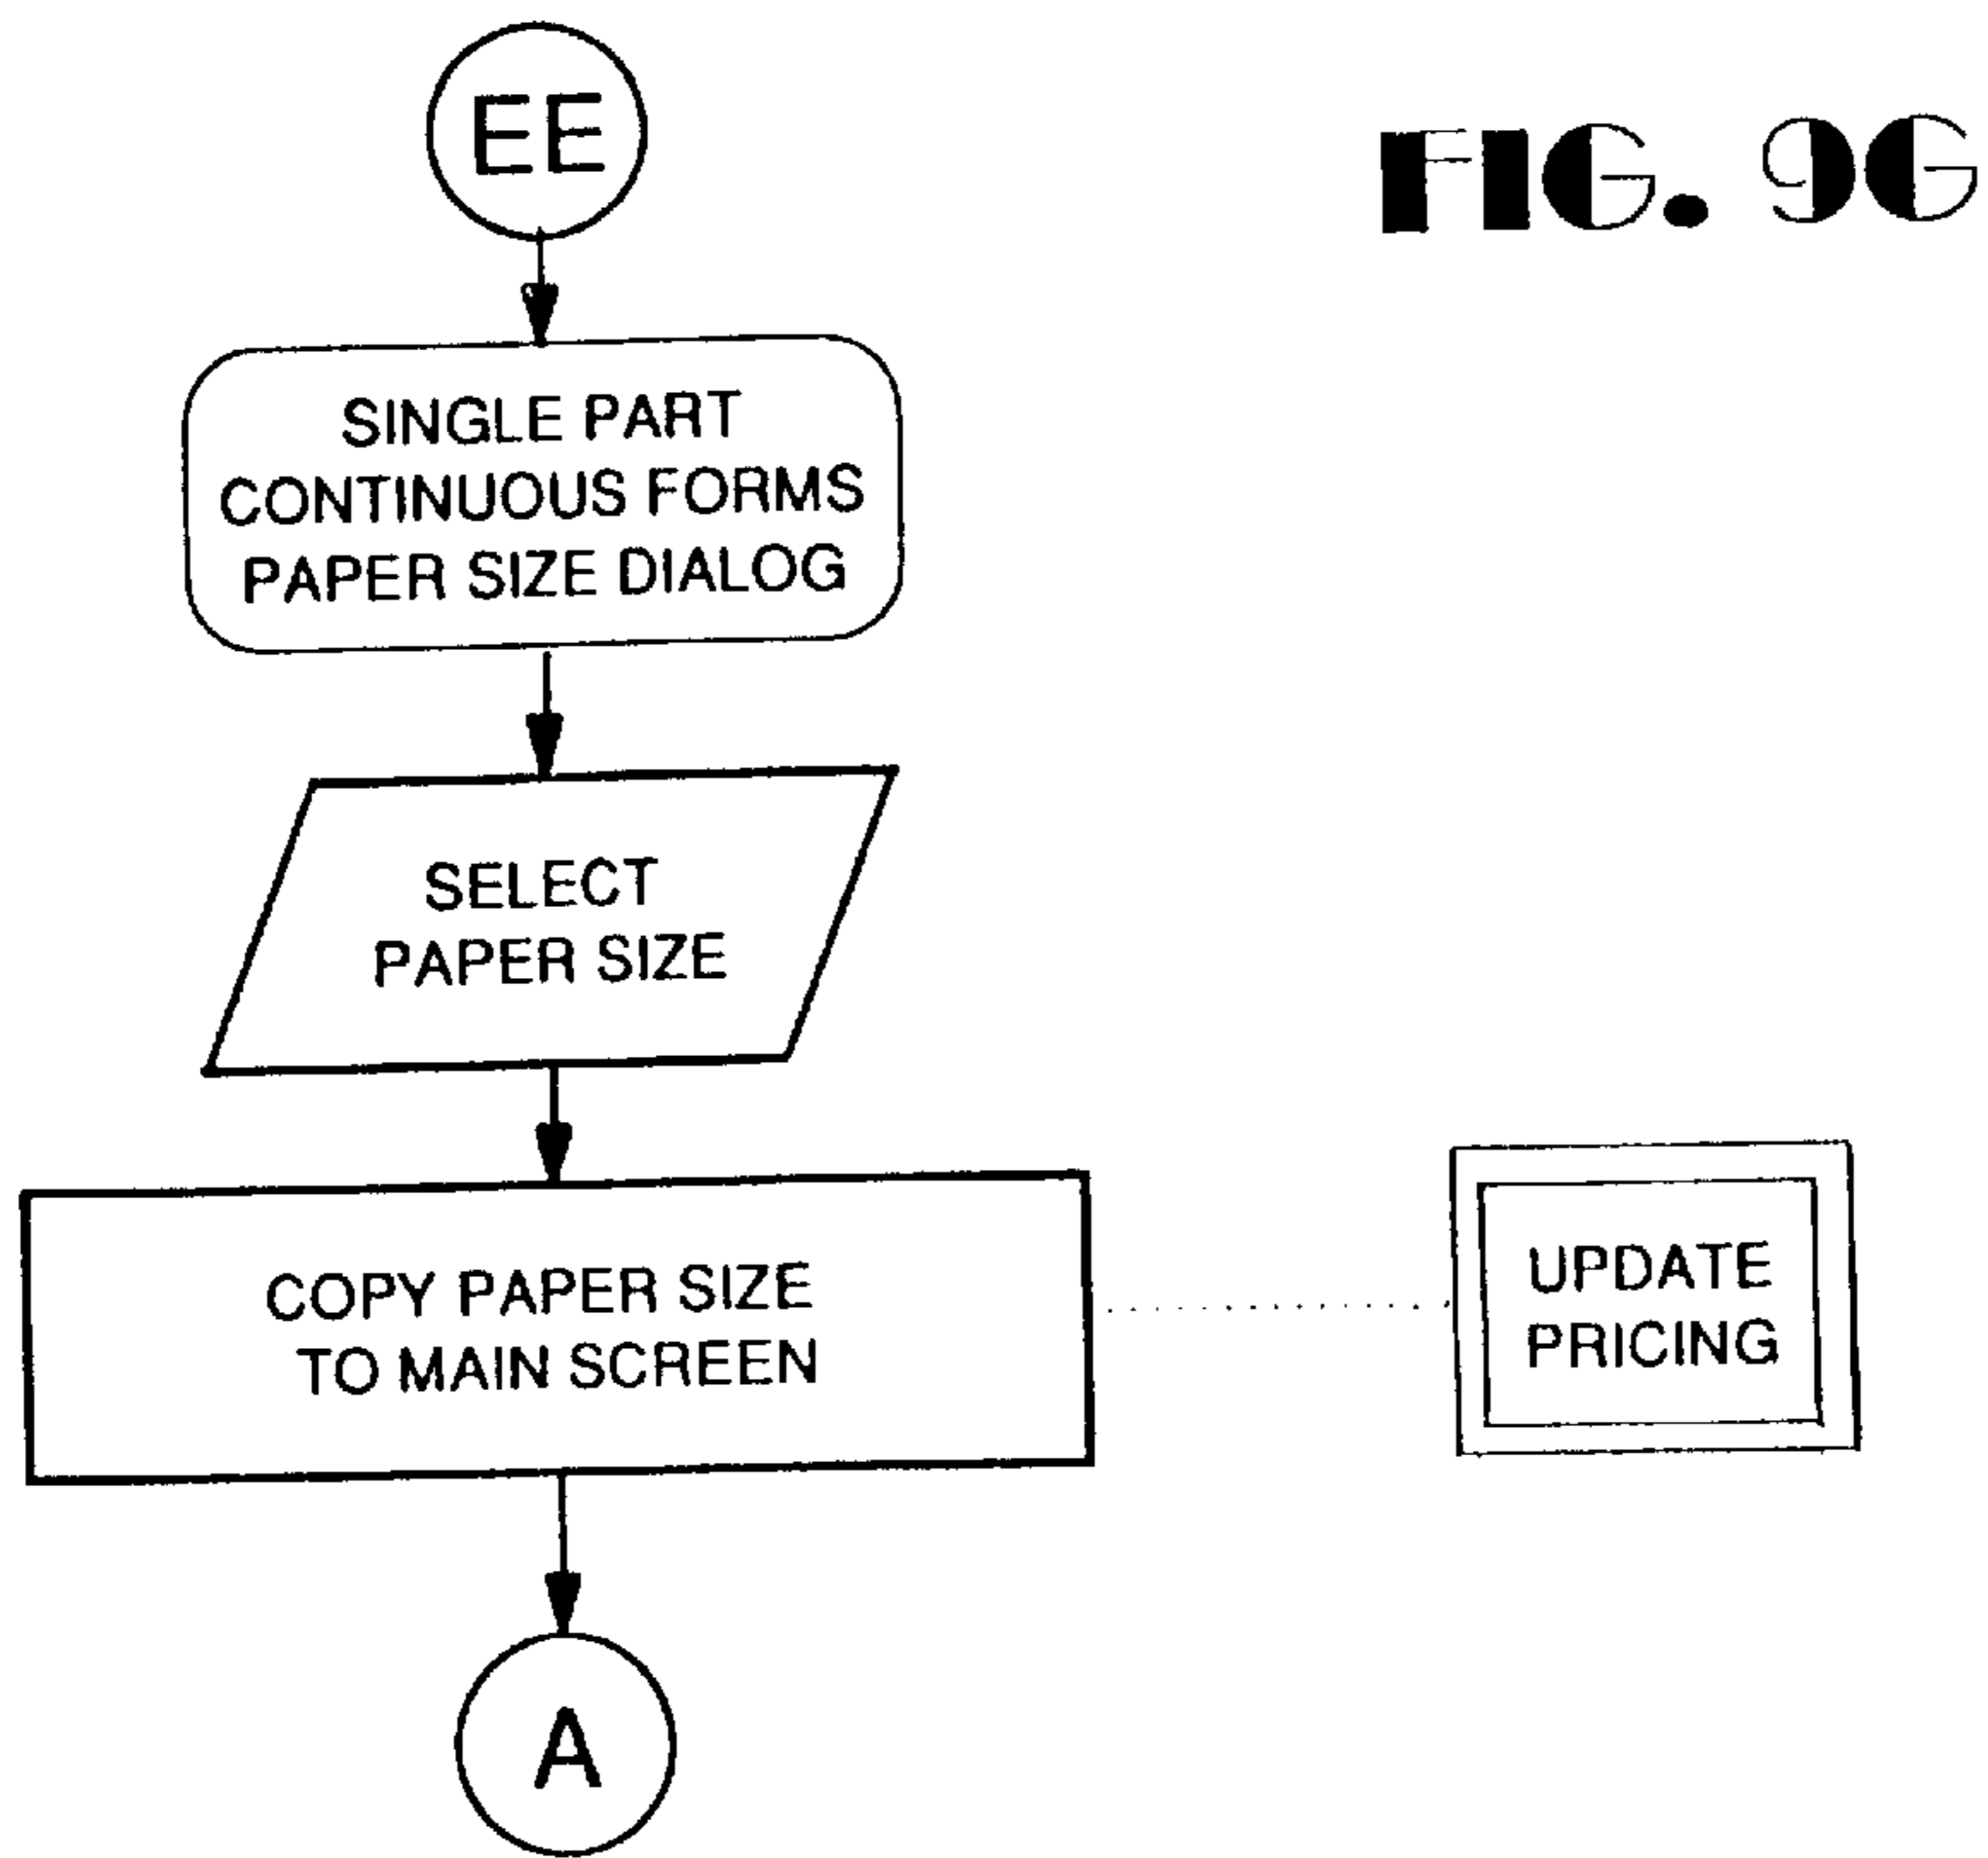 EE
FIG. 9G
SINGLE PART
CONTINUOUS FORMS
PAPER SIZE DIALOG
SELECT
PAPER SIZE
COPY PAPER SIZE
TO MAIN SCREEN
UPDATE
PRICING
A